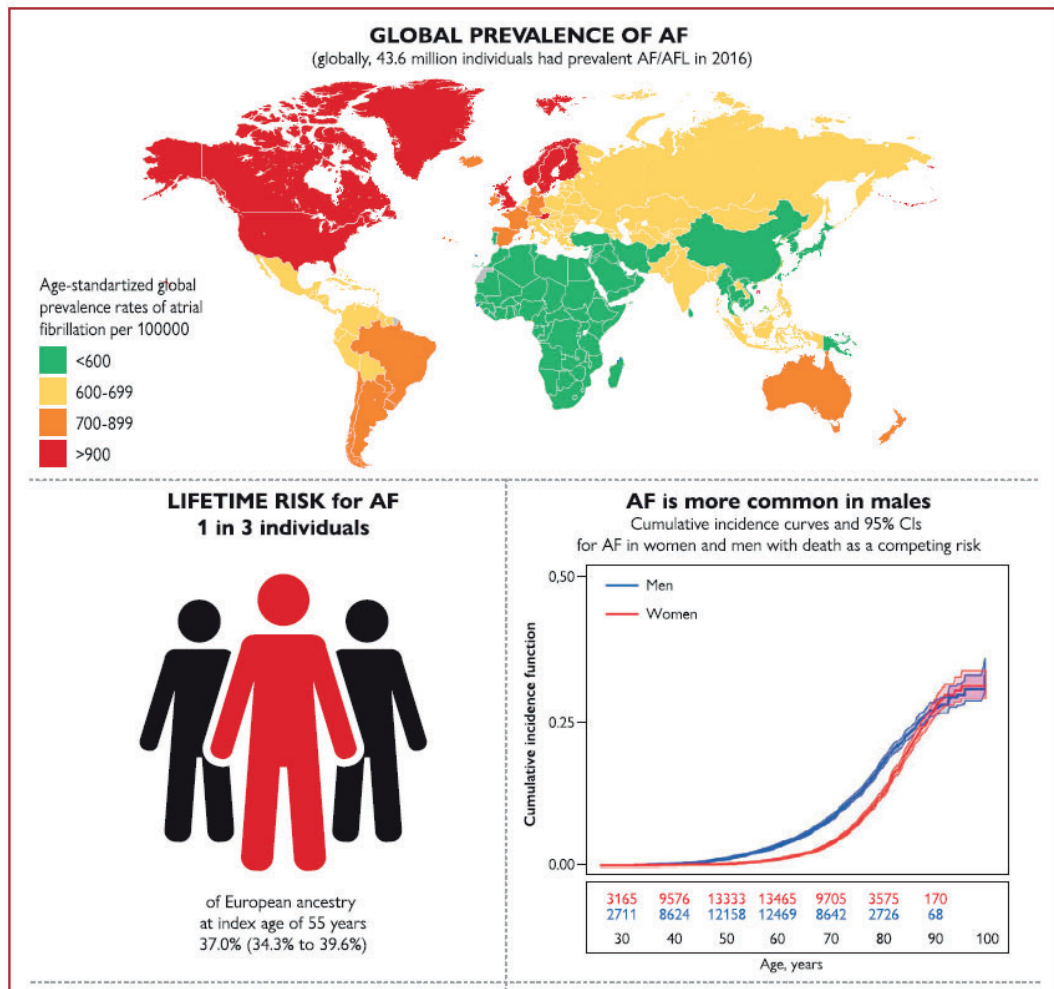 GLOBAL PREVALENCE OF AF
(globally, 43.6 million individuals had prevalent AF/AFL in 2016)
Age-standartized global
prevalence rates of atrial
fibrillation per 100000
<600
600-699
700-899
>900
LIFETIME RISK for AF
1 in 3 individuals
of European ancestry
at index age of 55 years
37.0% (34.3% to 39.6%)
AF is more common in males
Cumulative incidence curves and 95% CIs
for AF in women and men with death as a competing risk
Cumulative incidence function
0,50
0.25
0.00
Men
Women
3165 9576 13333 13465 9705 3575 170
2711 8624 12158 12469 8642 2726 68
30 40 50 60 70 80 90 100
Age, years